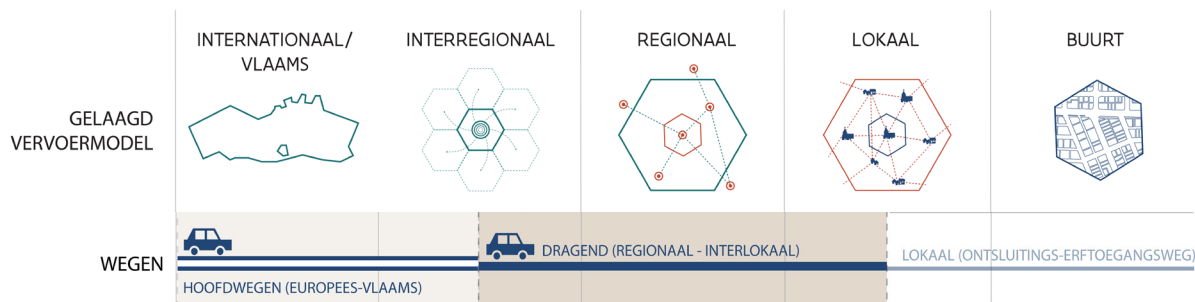 INTERNATIONAAL/
VLAAMS
INTERREGIONAAL
REGIONAAL
LOKAAL
BUURT
GELAAGD
VERVOERMODEL
WEGEN
HOOFDWEGEN (EUROPEES-VLAAMS)
DRAGEND (REGIONAAL - INTERLOKAAL)
LOKAAL (ONTSLUITINGS-ERFTOEGANGSWEG)